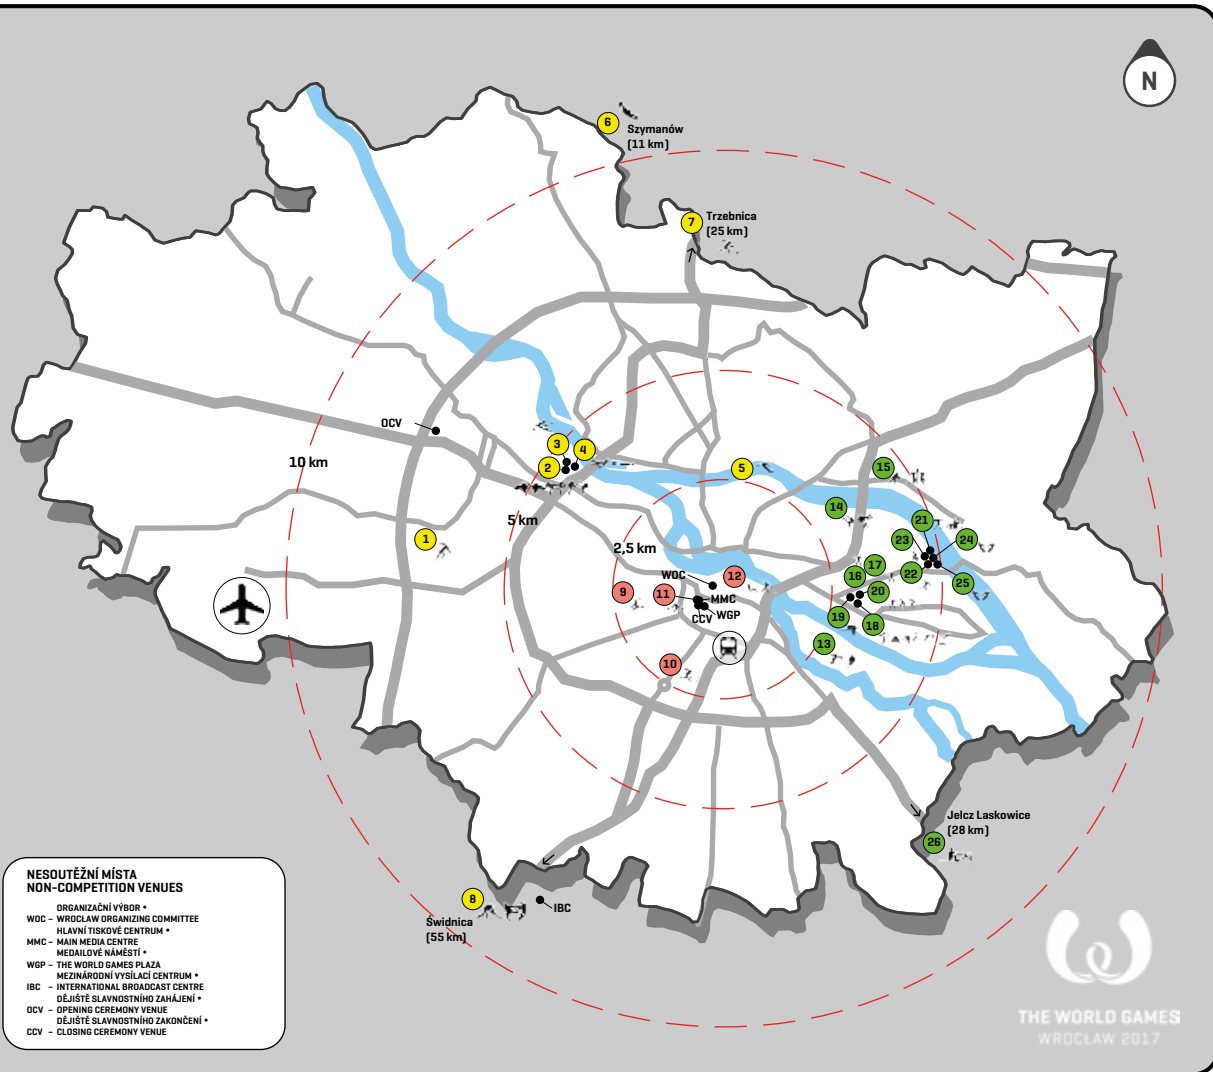 N
6
Szymanów
(11 km)
7
Trzebnica
(25 km)
OCV
3
4
2
10 km
5
15
5 km
14
1
21
23
24
2,5 km
22
25
WOC
12
17
16
9
11
MMC
20
CCV
WGP
19
18
13
10
Jelcz Laskowice
(28 km)
26
8
Świdnica
(55 km)
IBC
NESOUTĚŽNÍ MÍSTA
NON-COMPETITION VENUES
ORGANIZAČNÍ VÝBOR •
WOC – WROCLAW ORGANIZING COMMITTEE
HLAVNÍ TISKOVÉ CENTRUM •
MMC – MAIN MEDIA CENTRE
MEDAILOVÉ NÁMĚSTÍ •
WGP – THE WORLD GAMES PLAZA
MEZINÁRODNÍ VYSÍLACÍ CENTRUM •
IBC – INTERNATIONAL BROADCAST CENTRE
DĚJIŠTĚ SLAVNOSTNÍHO ZAHÁJENÍ •
OCV – OPENING CEREMONY VENUE
DĚJIŠTĚ SLAVNOSTNÍHO ZAKONČENÍ •
CCV – CLOSING CEREMONY VENUE
THE WORLD GAMES
WROCŁAW 2017